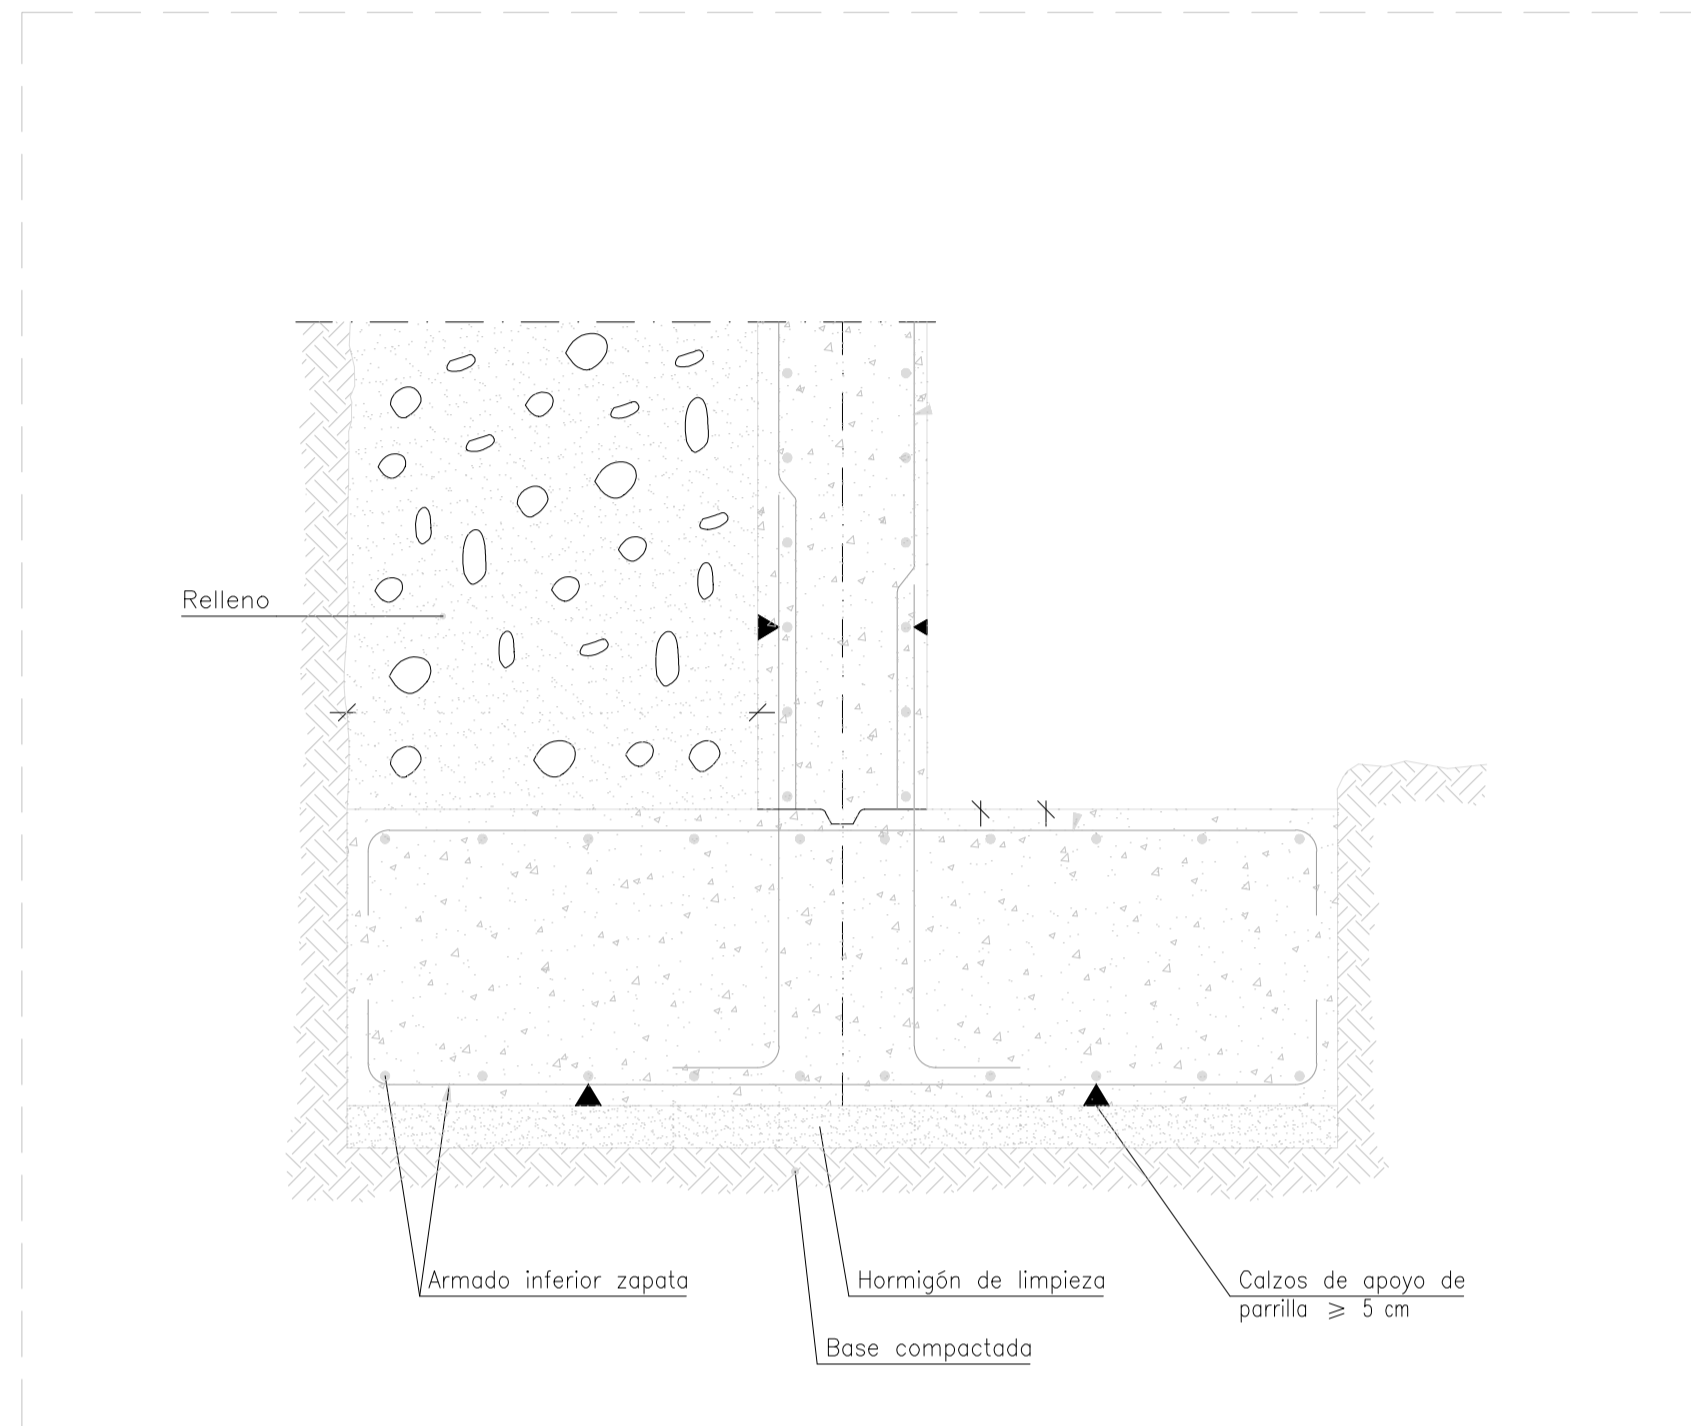 Relleno
Armado inferior zapata
Hormigón de limpieza
Calzos de apoyo de
parrilla ⩾ 5 cm
Base compactada